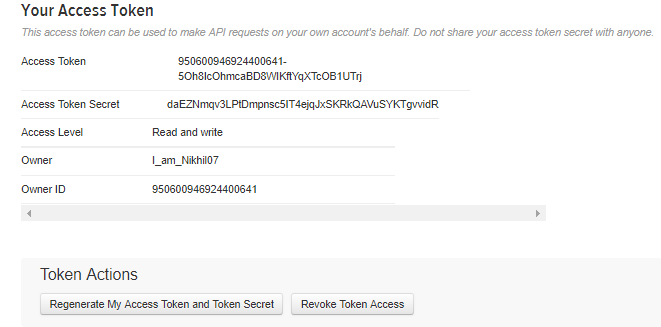 Your Access Token
This access token can be used to make API requests on your own account's behalf. Do not share your access token secret with anyone.
Access Token 950600946924400641-
5Oh8IcOhmcaBD8WIKftYqXTcOB1UTrj
Access Token Secret daEZNmqv3LPtDmpnsc5IT4ejqJxSKRkQAVuSYKTgvvidR
Access Level Read and write
Owner I_am_Nikhil07
Owner ID 950600946924400641
Token Actions
Regenerate My Access Token and Token Secret Revoke Token Access